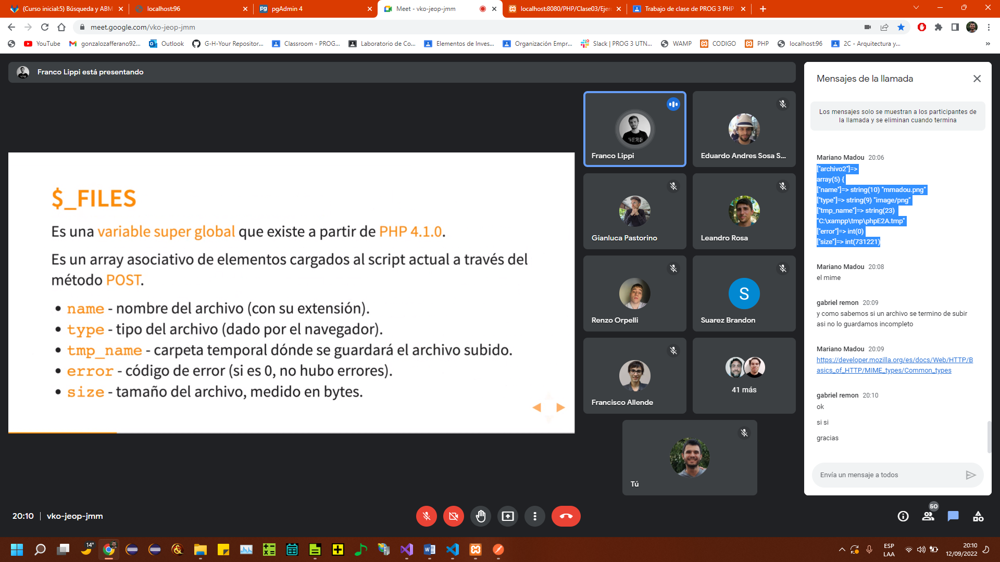 (Curso inicial:5) Búsqueda y ABM
localhost:96
pgAdmin 4
Meet - vko-jeop-jmm
localhost:8080/PHP/Clase03/Ejer
Trabajo de clase de PROG 3 PHP
meet.google.com/vko-jeop-jmm
YouTube
gonzalozafferano92...
Outlook
G-H-Your Repositor...
Classroom - PROG...
Laboratorio de Co...
Elementos de Inves...
Organización Empr...
Slack | PROG 3 UTN...
WAMP
CODIGO
PHP
localhost:96
2C - Arquitectura y...
»
Franco Lippi está presentando
$_FILES
Es una variable super global que existe a partir de PHP 4.1.0.
Es un array asociativo de elementos cargados al script actual a través del
método POST.
• name - nombre del archivo (con su extensión).
• type - tipo del archivo (dado por el navegador).
• tmp_name - carpeta temporal dónde se guardará el archivo subido.
• error - código de error (si es 0, no hubo errores).
• size - tamaño del archivo, medido en bytes.
Franco Lippi
Eduardo Andres Sosa S...
Gianluca Pastorino
Leandro Rosa
Renzo Orpelli
S
Suarez Brandon
Francisco Allende
41 más
Tú
Mensajes de la llamada
Los mensajes solo se muestran a los participantes de
la llamada y se eliminan cuando termina
Mariano Madou 20:06
["archivo2"]=>
array(5) {
["name"]=> string(10) "mmadou.png"
["type"]=> string(9) "image/png"
["tmp_name"]=> string(23)
"C:\xampp\tmp\phpE2A.tmp"
["error"]=> int(0)
["size"]=> int(731221)
Mariano Madou 20:08
el mime
gabriel remon 20:09
y como sabemos si un archivo se termino de subir
asi no lo guardamos incompleto
Mariano Madou 20:09
https://developer.mozilla.org/es/docs/Web/HTTP/B
asics_of_HTTP/MIME_types/Common_types
gabriel remon 20:10
ok
si si
gracias
Envía un mensaje a todos
20:10 | vko-jeop-jmm
50
14°
ESP
LAA
20:10
12/09/2022